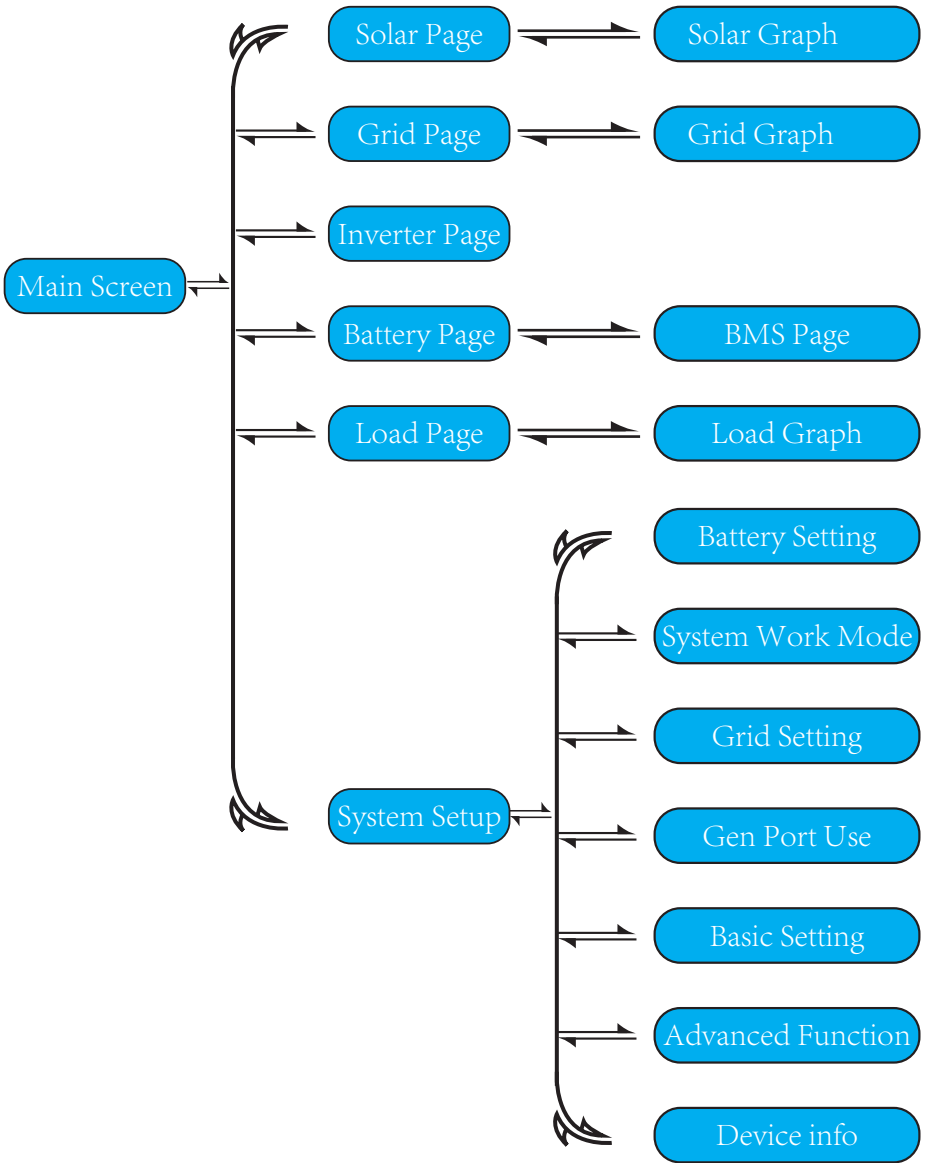 Solar Page
Solar Graph
Grid Page
Grid Graph
Inverter Page
Main Screen
Battery Page
BMS Page
Load Page
Load Graph
Battery Setting
System Work Mode
Grid Setting
System Setup
Gen Port Use
Basic Setting
Advanced Function
Device info